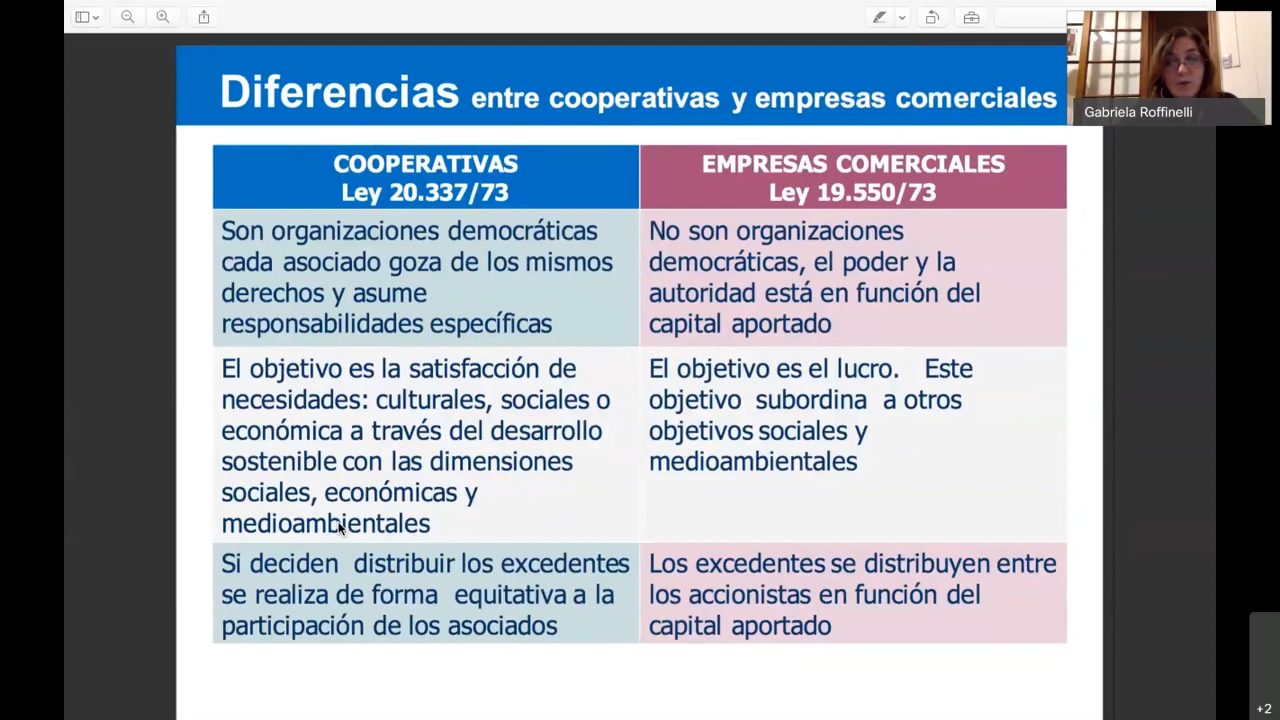 Diferencias entre cooperativas y empresas comerciales
Gabriela Roffinelli
COOPERATIVAS
Ley 20.337/73
EMPRESAS COMERCIALES
Ley 19.550/73
Son organizaciones democráticas
cada asociado goza de los mismos
derechos y asume
responsabilidades específicas
No son organizaciones
democráticas, el poder y la
autoridad está en función del
capital aportado
El objetivo es la satisfacción de
necesidades: culturales, sociales o
económica a través del desarrollo
sostenible con las dimensiones
sociales, económicas y
medioambientales
El objetivo es el lucro. Este
objetivo subordina a otros
objetivos sociales y
medioambientales
Si deciden distribuir los excedentes
se realiza de forma equitativa a la
participación de los asociados
Los excedentes se distribuyen entre
los accionistas en función del
capital aportado
+2